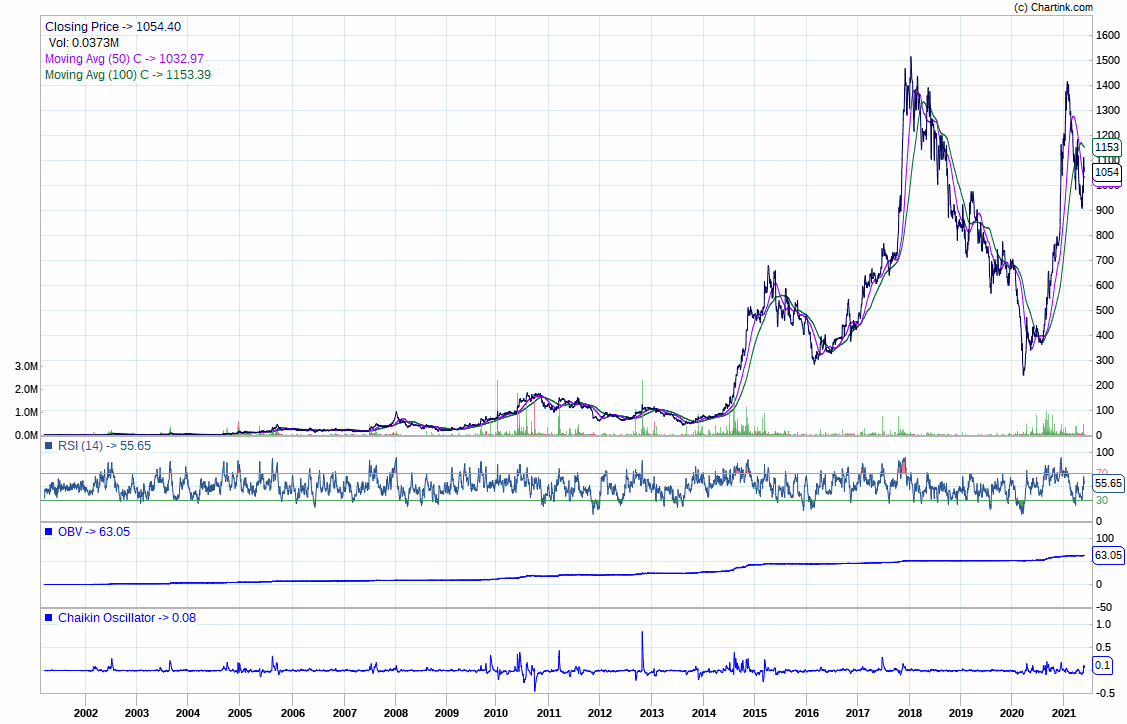 (c) Chartink.com
Closing Price -> 1054.40
Vol: 0.0373M
Moving Avg (50) C -> 1032.97
Moving Avg (100) C -> 1153.39
1600
1500
1400
1300
1200
1153
1100
1054
1000
900
800
700
600
500
400
300
200
100
0
3.0M
2.0M
1.0M
0.0M
RSI (14) -> 55.65
100
70
55.65
30
0
OBV -> 63.05
100
63.05
0
-50
Chaikin Oscillator -> 0.08
1.0
0.5
0.1
-0.5
2002 2003 2004 2005 2006 2007 2008 2009 2010 2011 2012 2013 2014 2015 2016 2017 2018 2019 2020 2021